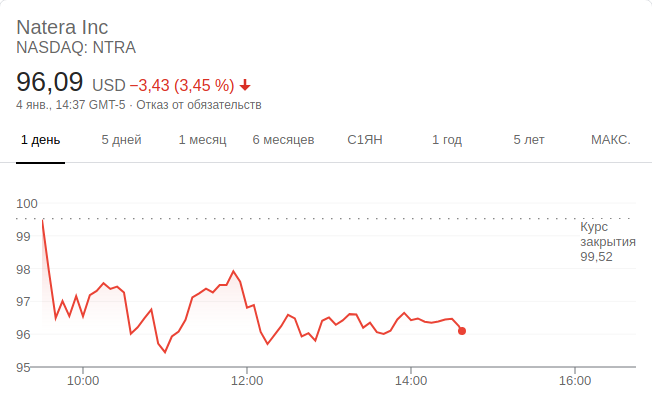 Natera Inc
NASDAQ: NTRA
96,09 USD −3,43 (3,45 %)
4 янв., 14:37 GMT-5 · Отказ от обязательств
1 день 5 дней 1 месяц 6 месяцев С1ЯН 1 год 5 лет МАКС.
100
99
98
97
96
95
Курс
закрытия
99,52
10:00 12:00 14:00 16:00